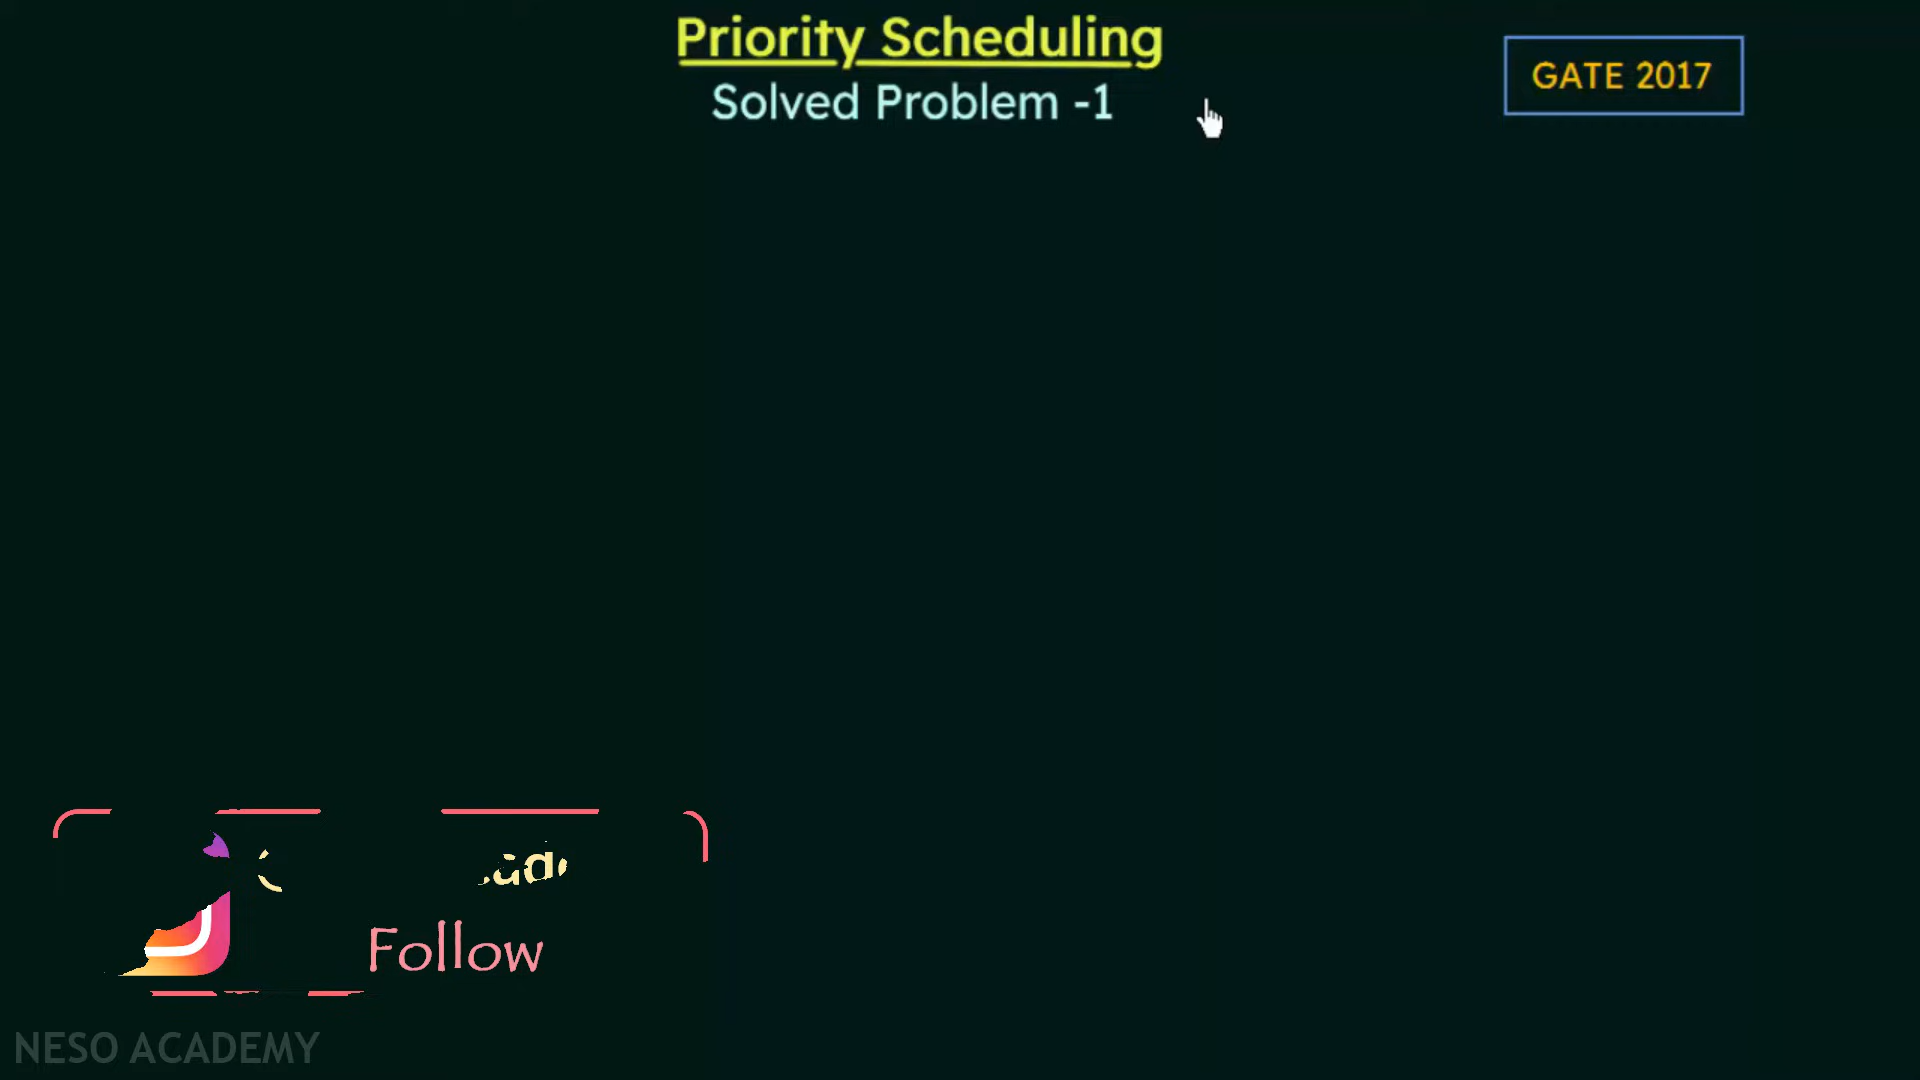 Priority Scheduling
Solved Problem -1
GATE 2017
Follow
NESO ACADEMY